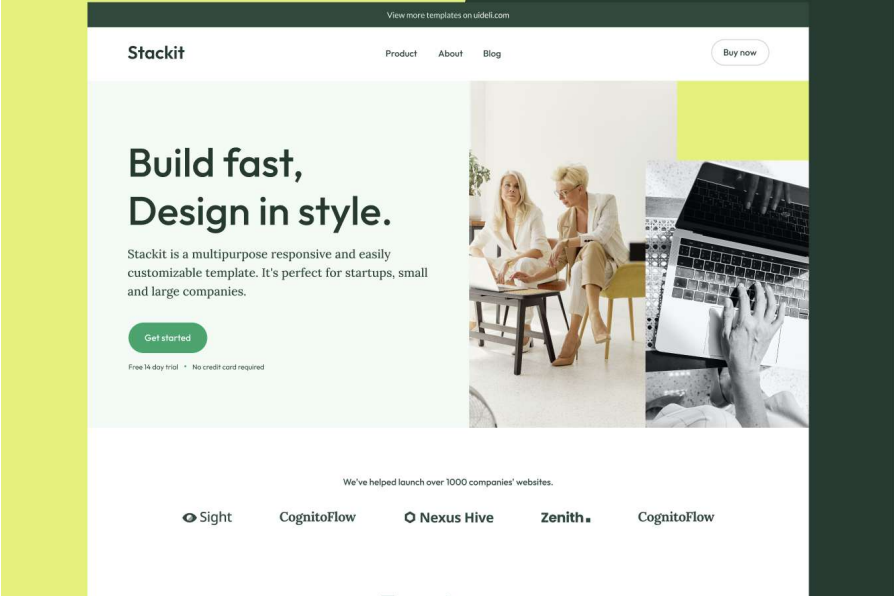 View more templates on uideli.com
Stackit
Product About Blog
Buy now
Build fast,
Design in style.
Stackit is a multipurpose responsive and easily
customizable template. It's perfect for startups, small
and large companies.
Get started
Free 14 day trial • No credit card required
We've helped launch over 1000 companies' websites.
Sight CognitoFlow Nexus Hive Zenith. CognitoFlow